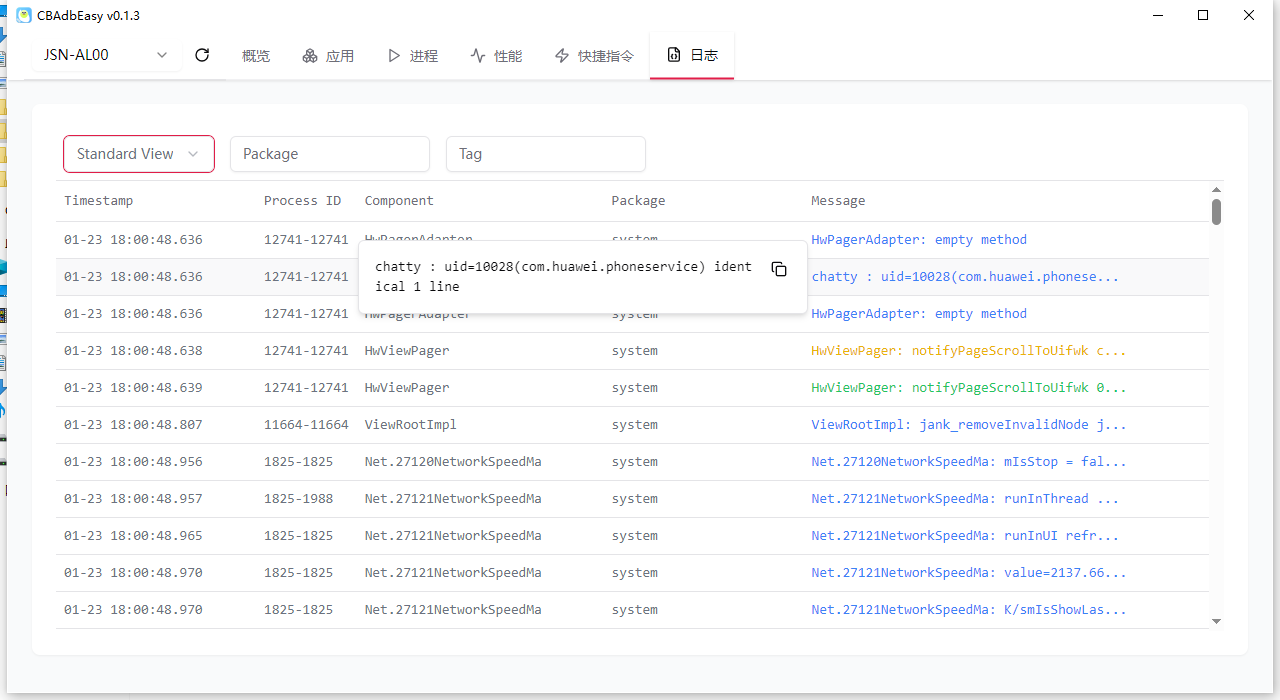 CBAdbEasy v0.1.3
JSN-AL00 概览 应用 进程 性能 快捷指令 日志
Standard View Package Tag
Timestamp Process ID Component Package Message
01-23 18:00:48.636 12741-12741 HwPagerAdapter system HwPagerAdapter: empty method
01-23 18:00:48.636 12741-12741 chatty : uid=10028(com.huawei.phonese...
chatty : uid=10028(com.huawei.phoneservice) ident
ical 1 line
01-23 18:00:48.636 12741-12741 HwPagerAdapter system HwPagerAdapter: empty method
01-23 18:00:48.638 12741-12741 HwViewPager system HwViewPager: notifyPageScrollToUifwk c...
01-23 18:00:48.639 12741-12741 HwViewPager system HwViewPager: notifyPageScrollToUifwk 0...
01-23 18:00:48.807 11664-11664 ViewRootImpl system ViewRootImpl: jank_removeInvalidNode j...
01-23 18:00:48.956 1825-1825 Net.27120NetworkSpeedMa system Net.27120NetworkSpeedMa: mIsStop = fal...
01-23 18:00:48.957 1825-1988 Net.27121NetworkSpeedMa system Net.27121NetworkSpeedMa: runInThread ...
01-23 18:00:48.965 1825-1825 Net.27121NetworkSpeedMa system Net.27121NetworkSpeedMa: runInUI refr...
01-23 18:00:48.970 1825-1825 Net.27121NetworkSpeedMa system Net.27121NetworkSpeedMa: value=2137.66...
01-23 18:00:48.970 1825-1825 Net.27121NetworkSpeedMa system Net.27121NetworkSpeedMa: K/smIsShowLas...